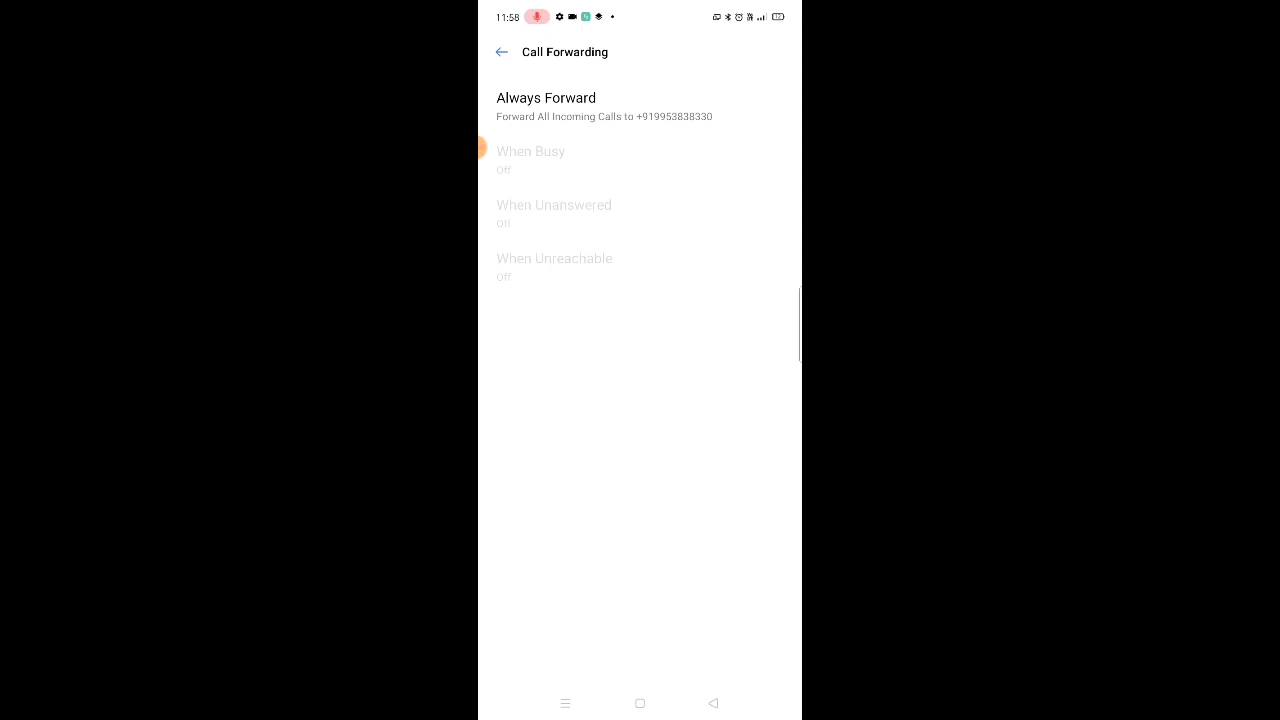 11:58
Call Forwarding
Always Forward
Forward All Incoming Calls to +919953838330
When Busy
Off
When Unanswered
Off
When Unreachable
Off